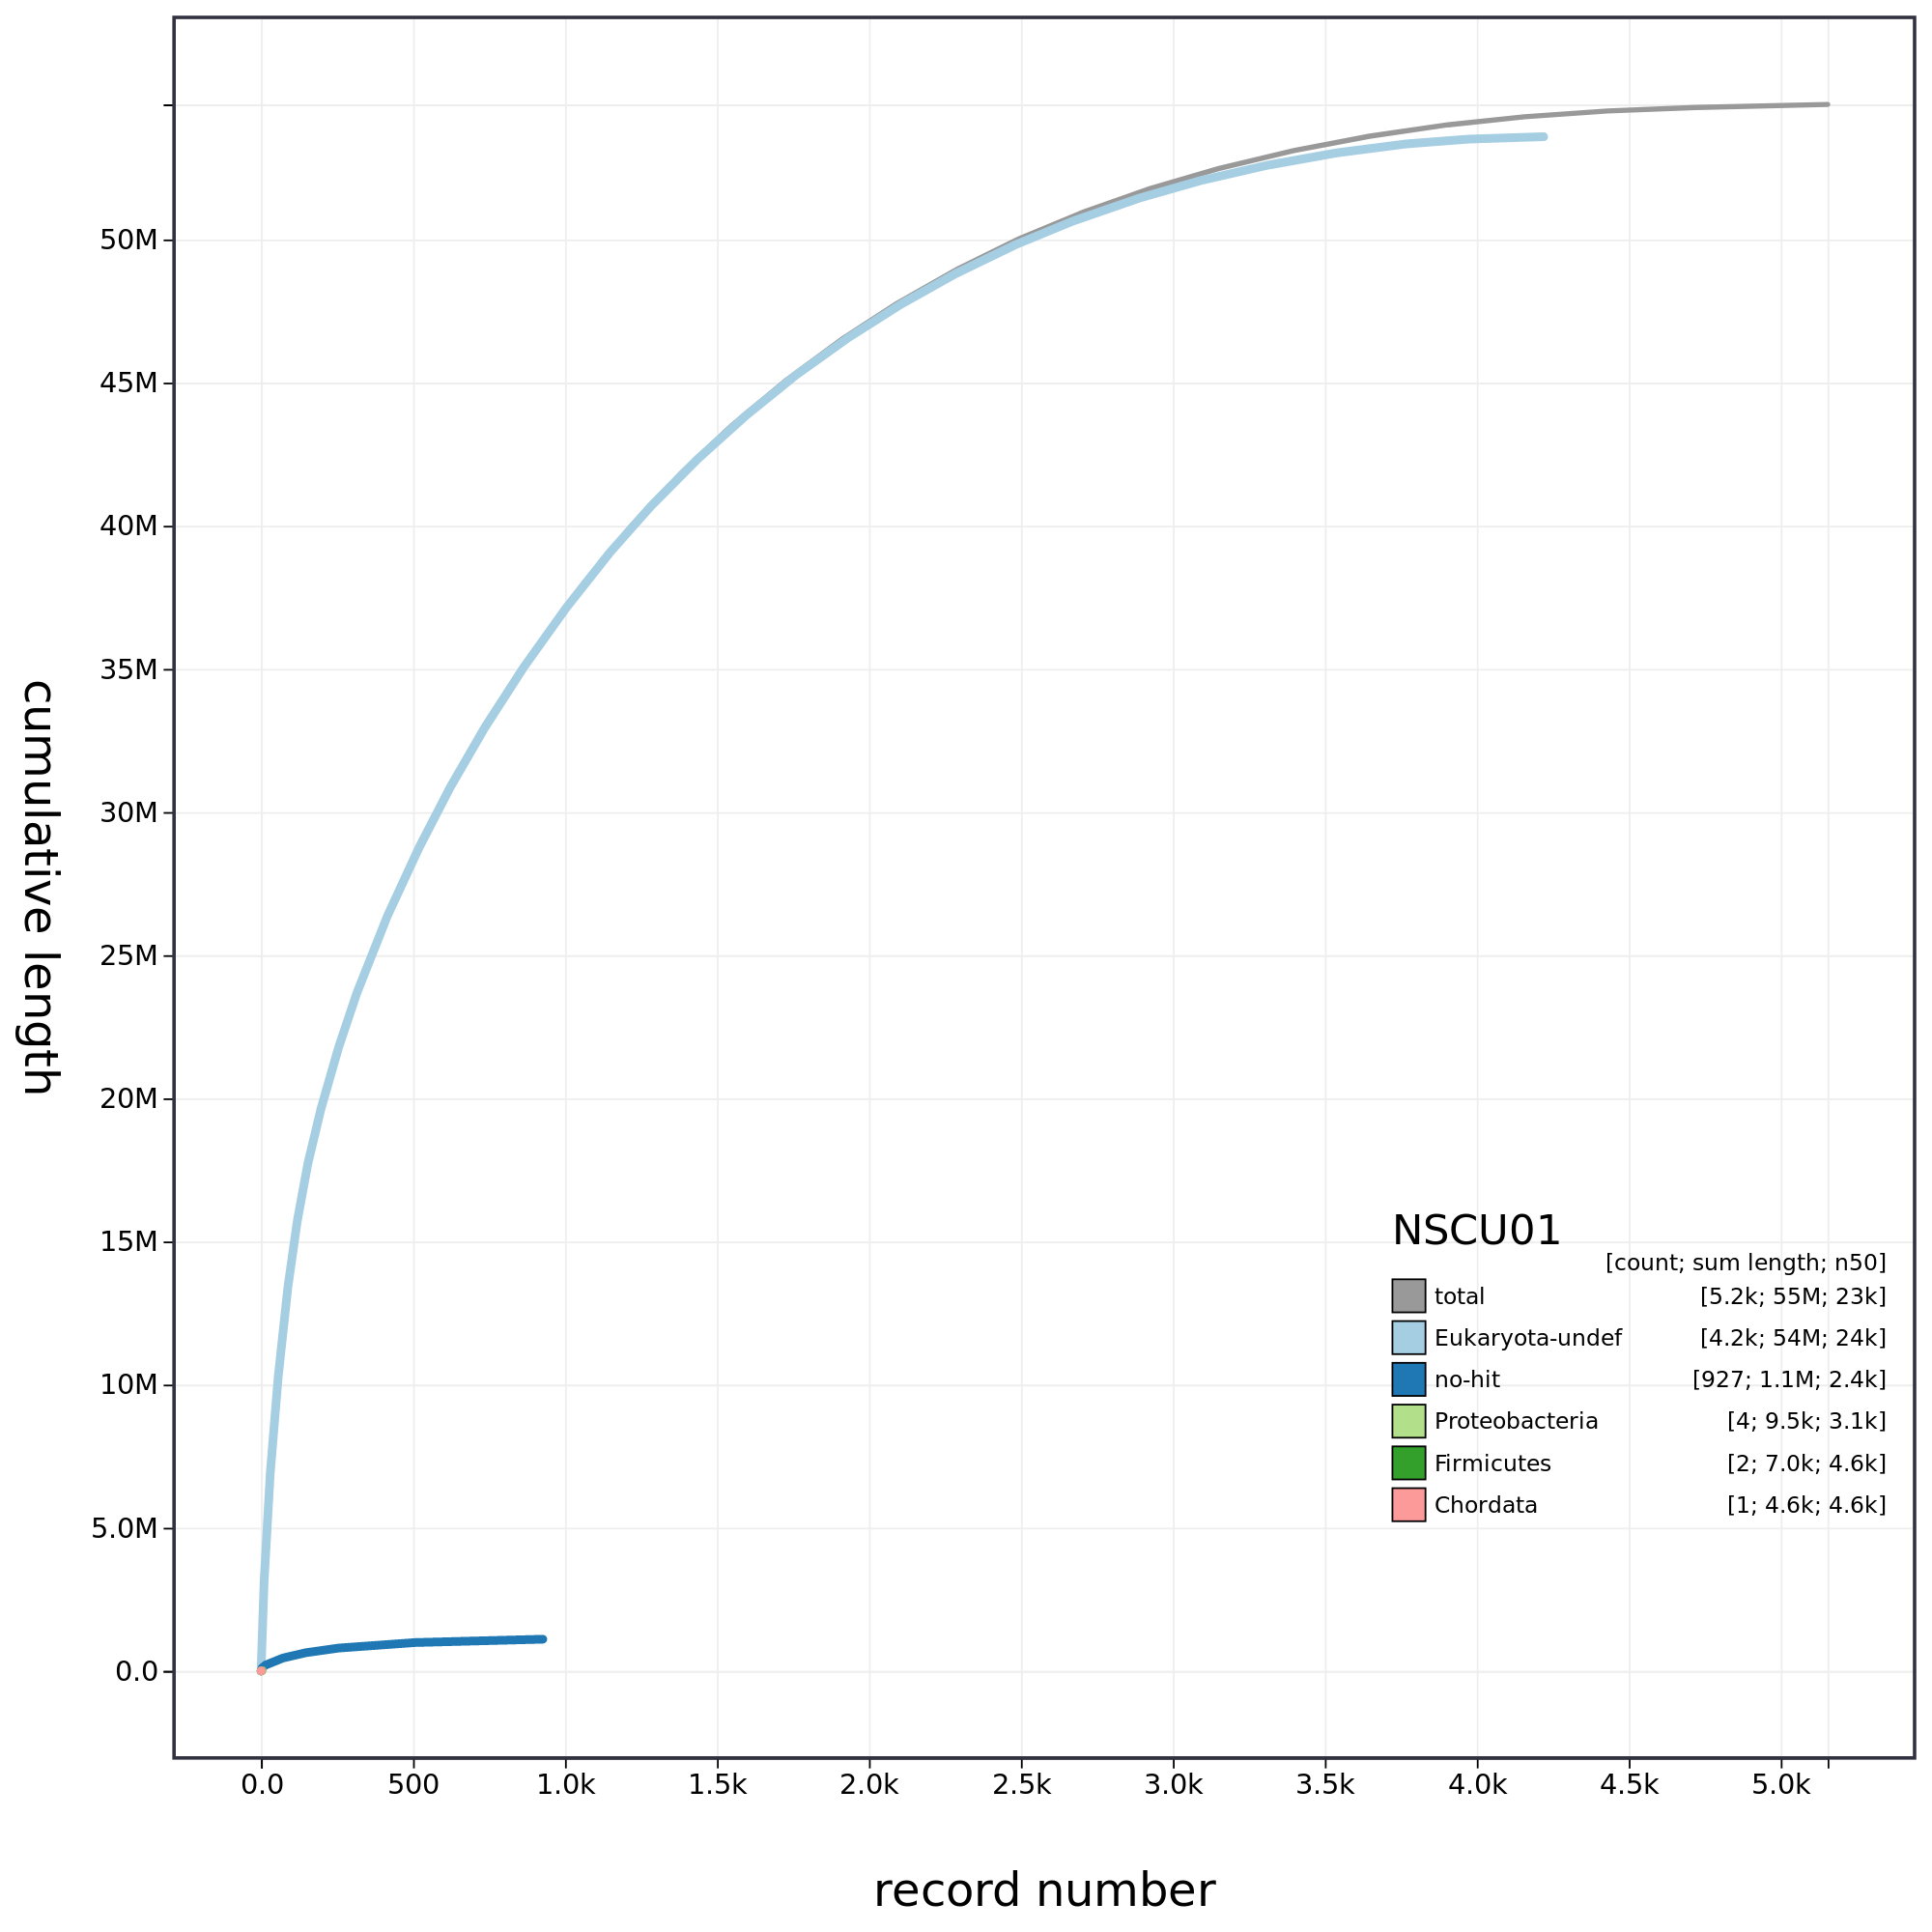 cumulative length
50M
45M
40M
35M
30M
25M
20M
15M
10M
5.0M
0.0
NSCU01
[count; sum length; n50]
total [5.2k; 55M; 23k]
Eukaryota-undef [4.2k; 54M; 24k]
no-hit [927; 1.1M; 2.4k]
Proteobacteria [4; 9.5k; 3.1k]
Firmicutes [2; 7.0k; 4.6k]
Chordata [1; 4.6k; 4.6k]
0.0 500 1.0k 1.5k 2.0k 2.5k 3.0k 3.5k 4.0k 4.5k 5.0k
record number